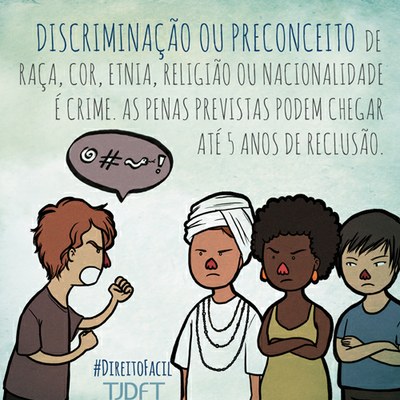 DISCRIMINAÇÃO OU PRECONCEITO DE
RAÇA, COR, ETNIA, RELIGIÃO OU NACIONALIDADE
É CRIME. AS PENAS PREVISTAS PODEM CHEGAR
ATÉ 5 ANOS DE RECLUSÃO.
@#~!
#DIREITOFACIL
TJDFT